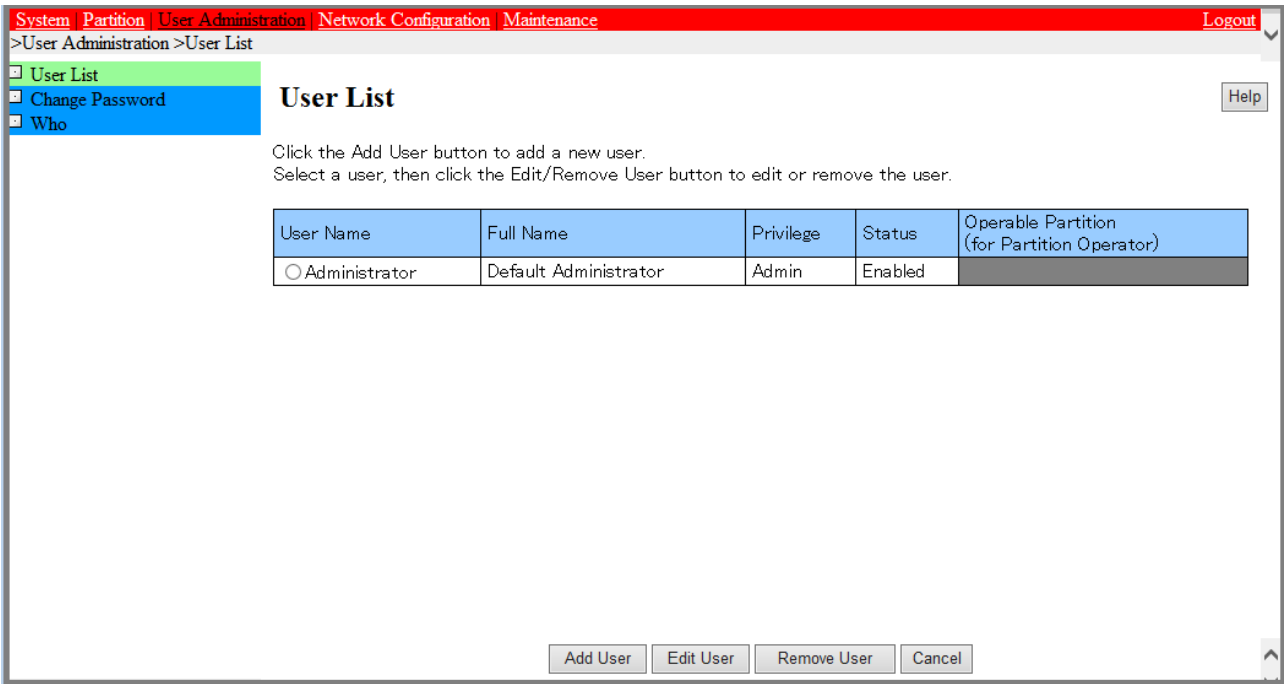 System | Partition | User Administration | Network Configuration | Maintenance Logout
>User Administration >User List
User List
Change Password
Who
User List
Help
Click the Add User button to add a new user.
Select a user, then click the Edit/Remove User button to edit or remove the user.
User Name Full Name Privilege Status Operable Partition
(for Partition Operator)
Administrator Default Administrator Admin Enabled
Add User Edit User Remove User Cancel